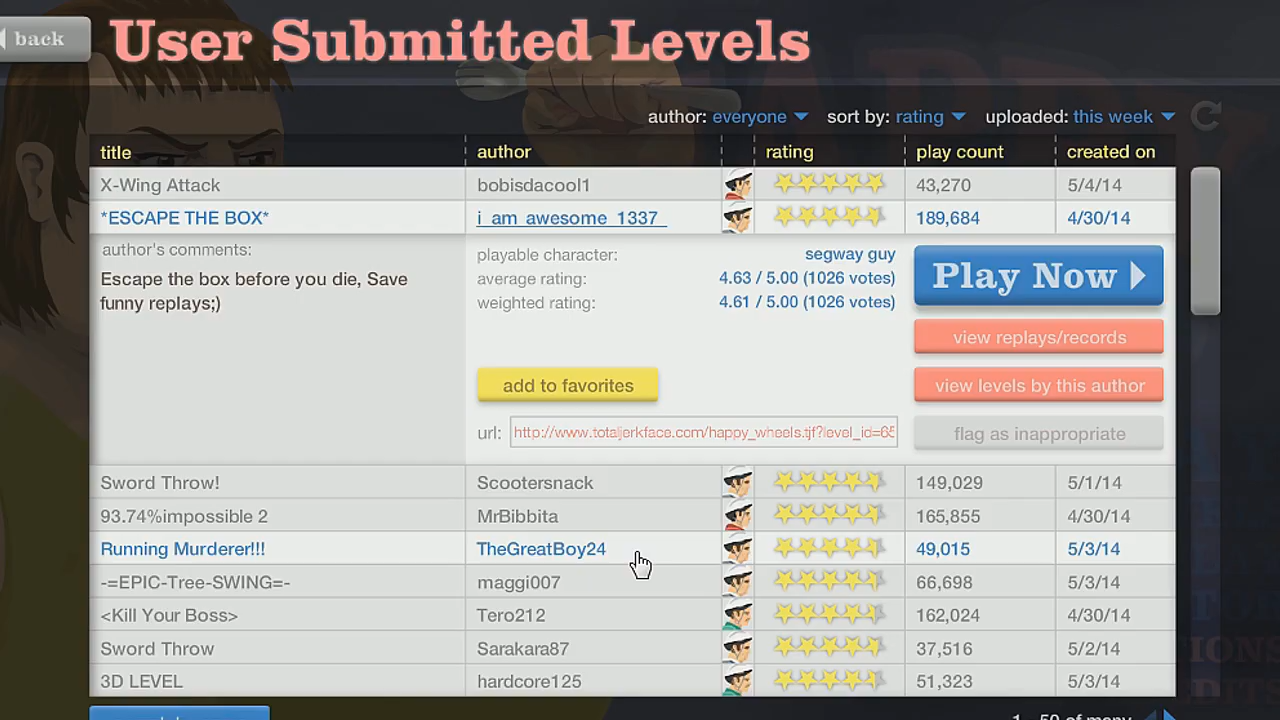 back
User Submitted Levels
author: everyone sort by: rating uploaded: this week
title author rating play count created on
X-Wing Attack bobisdacool1 43,270 5/4/14
*ESCAPE THE BOX* i_am_awesome_1337_ 189,684 4/30/14
author's comments:
Escape the box before you die, Save
funny replays;)
playable character: segway guy
average rating: 4.63 / 5.00 (1026 votes)
weighted rating: 4.61 / 5.00 (1026 votes)
Play Now
view replays/records
add to favorites
view levels by this author
url: http://www.totaljerkface.com/happy_wheels.tjf?level_id=65
flag as inappropriate
Sword Throw! Scootersnack 149,029 5/1/14
93.74%impossible 2 MrBibbita 165,855 4/30/14
Running Murderer!!! TheGreatBoy24 49,015 5/3/14
-=EPIC-Tree-SWING=- maggi007 66,698 5/3/14
<Kill Your Boss> Tero212 162,024 4/30/14
Sword Throw Sarakara87 37,516 5/2/14
3D LEVEL hardcore125 51,323 5/3/14